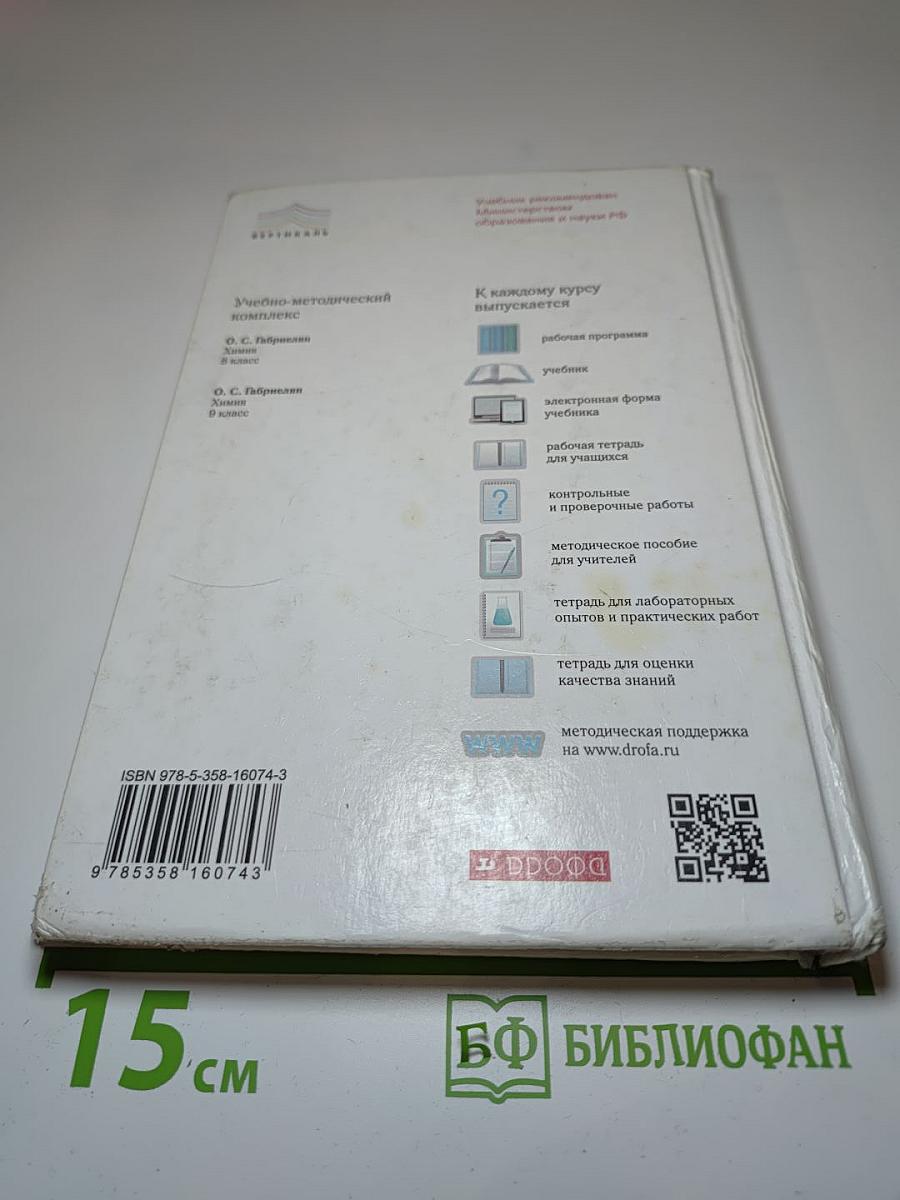 ВЕРТИКАЛЬ
Учебник рекомендован
Министерством
образования и науки РФ
Учебно-методический
комплекс
О. С. Габриелян
Химия
8 класс
О. С. Габриелян
Химия
9 класс
К каждому курсу
выпускается
рабочая программа
учебник
электронная форма
учебника
рабочая тетрадь
для учащихся
?
контрольные
и проверочные работы
методическое пособие
для учителей
тетрадь для лабораторных
опытов и практических работ
тетрадь для оценки
качества знаний
www
методическая поддержка
на www.drofa.ru
ISBN 978-5-358-16074-3
9 785358 160743
ДРОФА
15 см
БФ БИБЛИОФАН